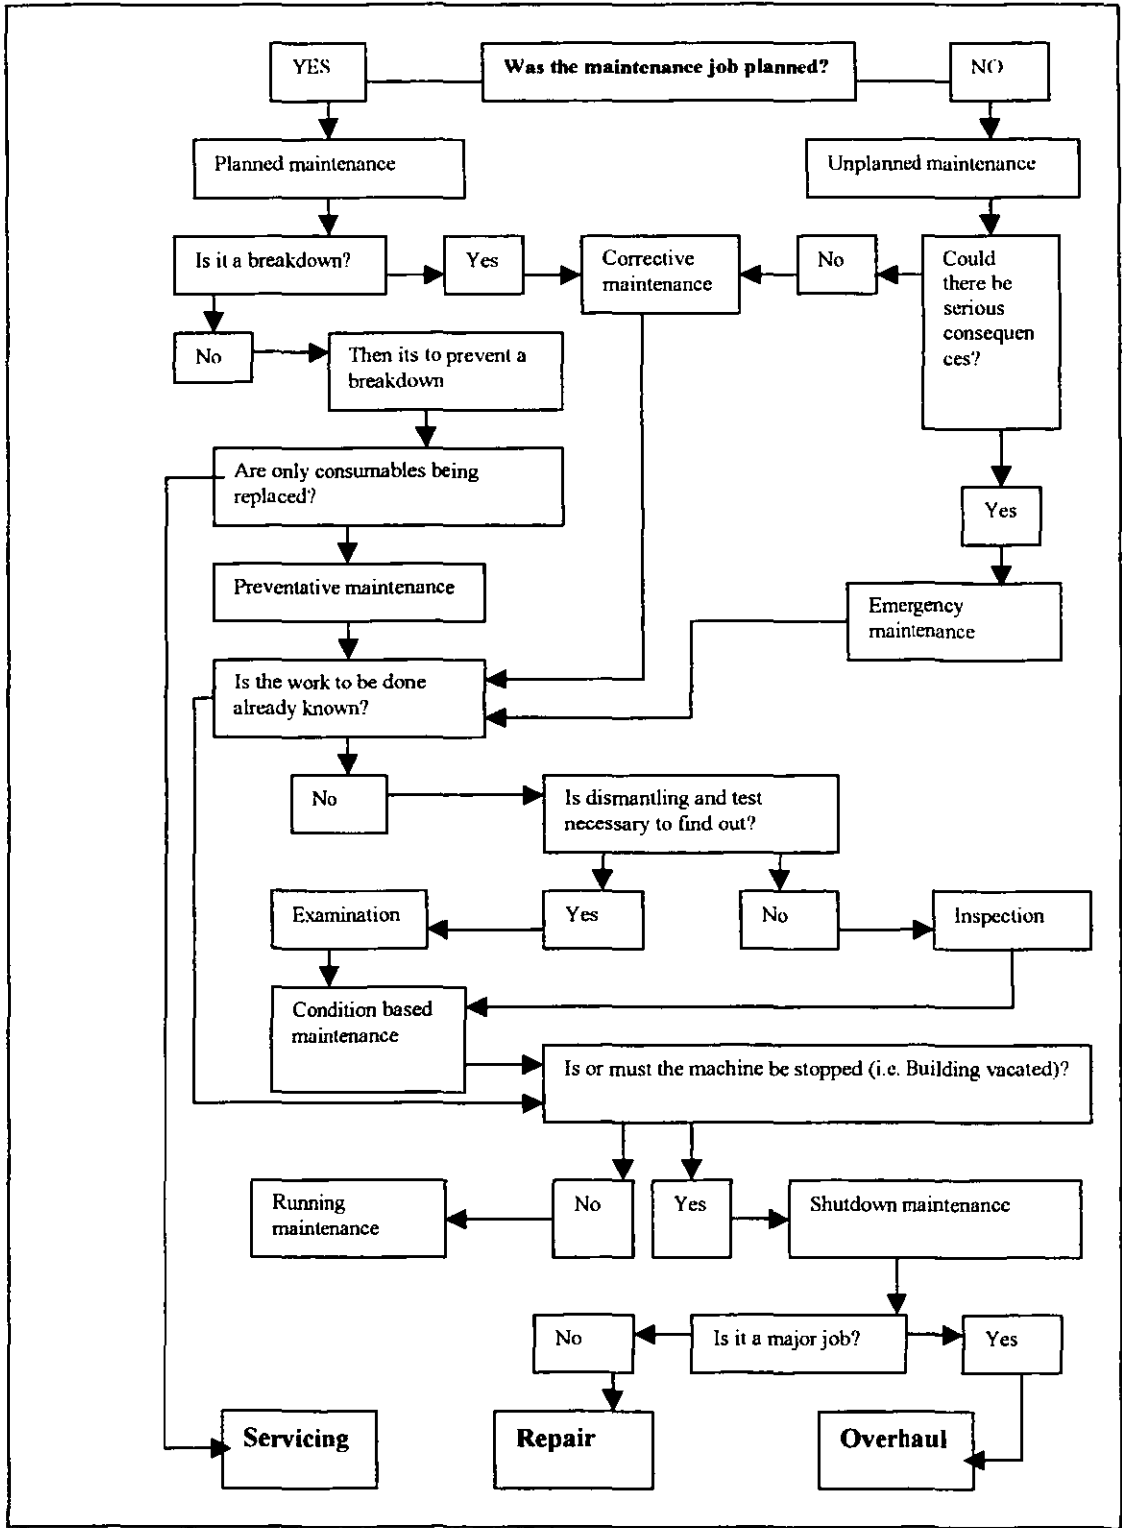 YES
Was the maintenance job planned?
NO
Planned maintenance
Unplanned maintenance
Is it a breakdown?
Yes
Corrective
maintenance
No
Could
there be
serious
consequen
ces?
No
Then its to prevent a
breakdown
Are only consumables being
replaced?
Yes
Preventative maintenance
Emergency
maintenance
Is the work to be done
already known?
No
Is dismantling and test
necessary to find out?
Examination
Yes
No
Inspection
Condition based
maintenance
Is or must the machine be stopped (i.e. Building vacated)?
Running
maintenance
No
Yes
Shutdown maintenance
No
Is it a major job?
Yes
Servicing
Repair
Overhaul